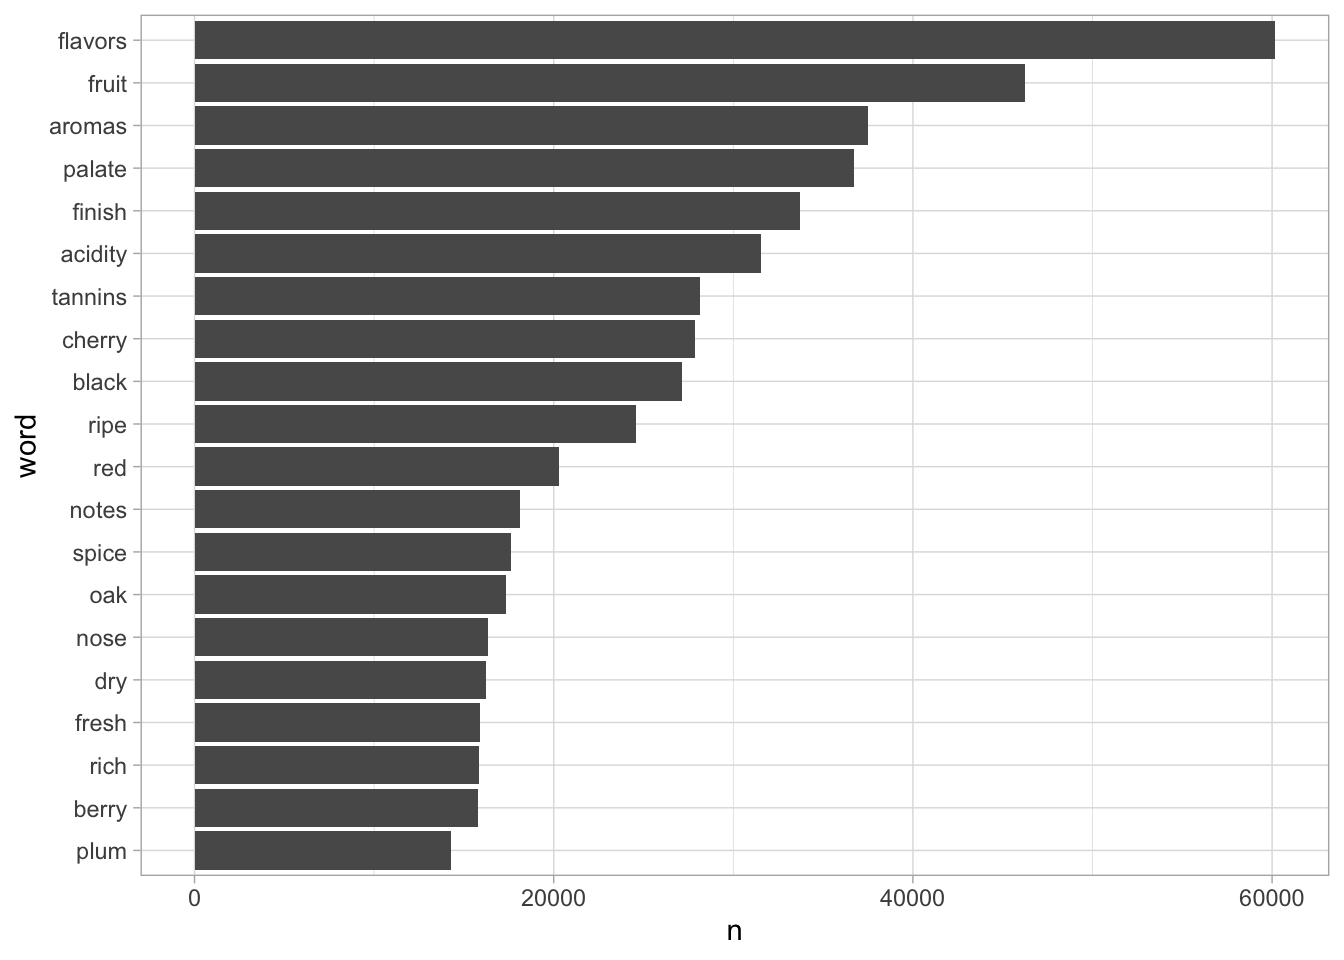 flavors
fruit
aromas
palate
finish
acidity
tannins
cherry
black
ripe
red
notes
spice
oak
nose
dry
fresh
rich
berry
plum
word
0 20000 40000 60000
n